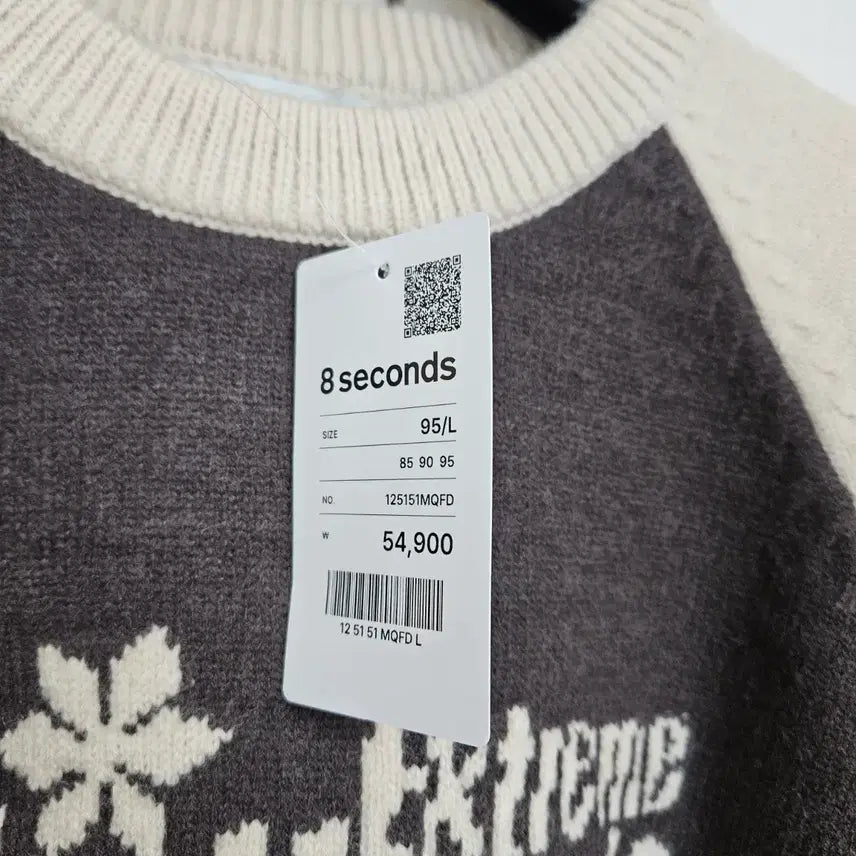 8 seconds
SIZE 95/L
85 90 95
NO 125151MQFD
W 54,900
12 51 51 MQFD L
Extreme